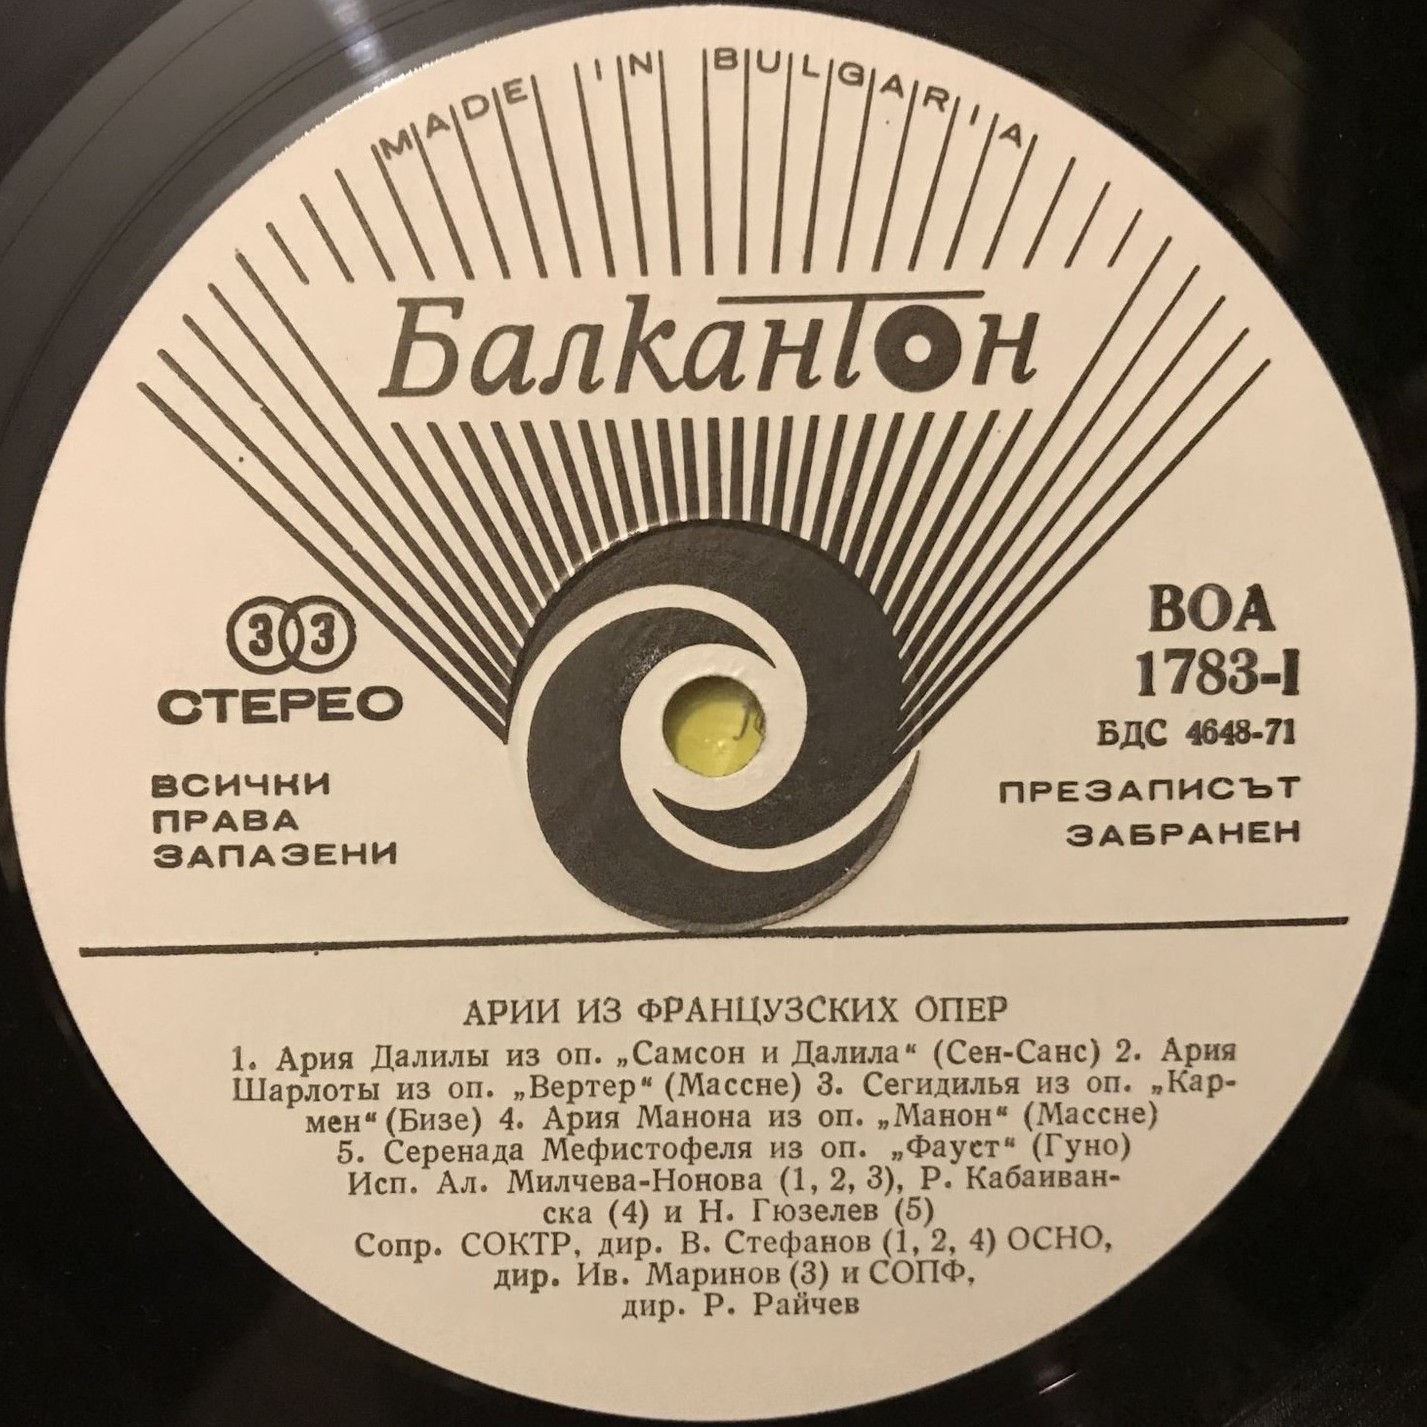 MADE IN BULGARIA
Балкантон
33
СТЕРЕО
ВСИЧКИ
ПРАВА
ЗАПАЗЕНИ
ВОА
1783-I
БДС 4648-71
ПРЕЗАПИСЪТ
ЗАБРАНЕН
АРИИ ИЗ ФРАНЦУЗСКИХ ОПЕР
1. Ария Далилы из оп. „Самсон и Далила“ (Сен-Санс) 2. Ария
Шарлоты из оп. „Вертер“ (Массне) 3. Сегидилья из оп. „Кар-
мен“ (Бизе) 4. Ария Манона из оп. „Манон“ (Массне)
5. Серенада Мефистофеля из оп. „Фауст“ (Гуно)
Исп. Ал. Милчева-Нонова (1, 2, 3), Р. Кабаиван-
ска (4) и Н. Гюзелев (5)
Сопр. СОКТР, дир. В. Стефанов (1, 2, 4) ОСНО,
дир. Ив. Маринов (3) и СОПФ,
дир. Р. Райчев